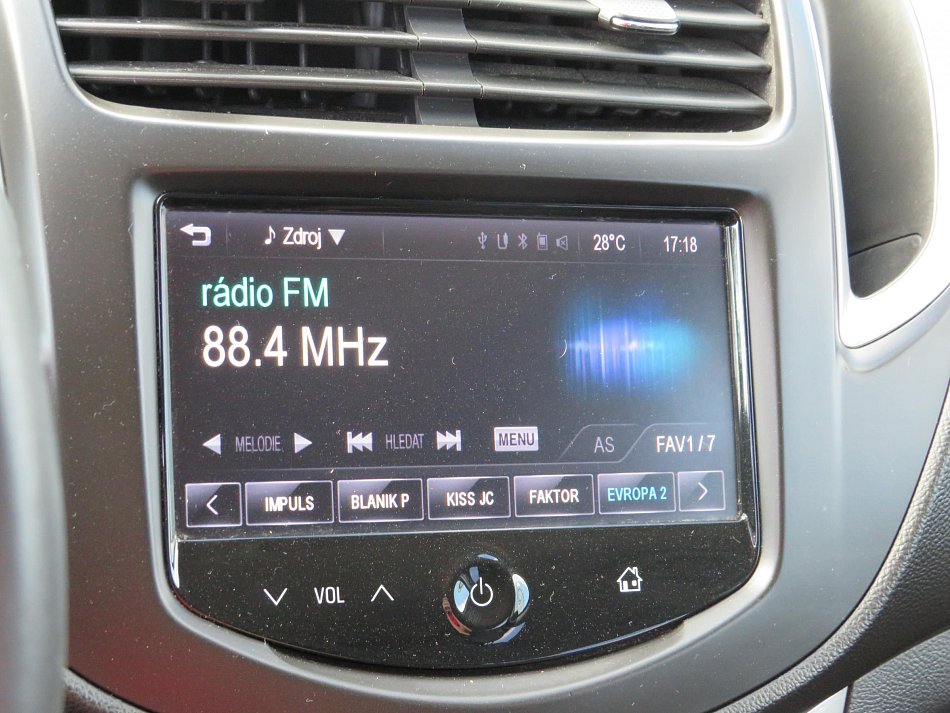 Zdroj 28°C 17:18
rádio FM
88.4 MHz
MELODIE HLEDAT MENU AS FAV1 / 7
IMPULS BLANIK P KISS JC FAKTOR EVROPA 2
VOL